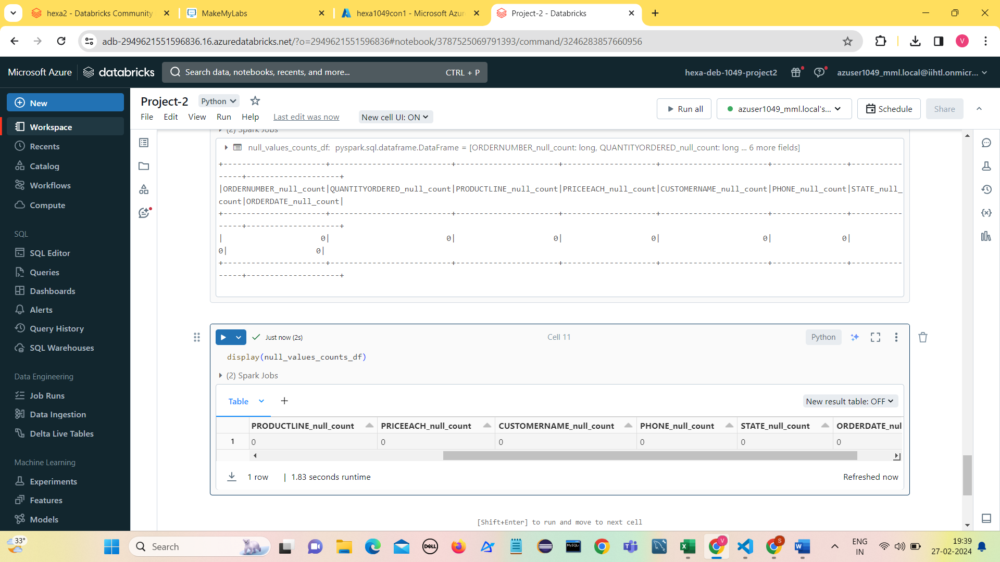 hexa2 - Databricks Community
MakeMyLabs
hexa1049con1 - Microsoft Azur
Project-2 - Databricks
adb-2949621551596836.16.azuredatabricks.net/?o=2949621551596836#notebook/3787525069791393/command/3246283857660956
V
Microsoft Azure
databricks
Search data, notebooks, recents, and more...
CTRL + P
hexa-deb-1049-project2
azuser1049_mml.local@iihtl.onmicr...
New
Workspace
Recents
Catalog
Workflows
Compute
SQL
SQL Editor
Queries
Dashboards
Alerts
Query History
SQL Warehouses
Data Engineering
Job Runs
Data Ingestion
Delta Live Tables
Machine Learning
Experiments
Features
Models
Project-2
Python
File Edit View Run Help
Last edit was now
New cell UI: ON
Run all
azuser1049_mml.local's...
Schedule
Share
(2) Spark Jobs
null_values_counts_df: pyspark.sql.dataframe.DataFrame = [ORDERNUMBER_null_count: long, QUANTITYORDERED_null_count: long ... 6 more fields]
+----------------------+--------------------------+----------------------+--------------------+-----------------------+----------------+-----------
-----+--------------------+
|ORDERNUMBER_null_count|QUANTITYORDERED_null_count|PRODUCTLINE_null_count|PRICEEACH_null_count|CUSTOMERNAME_null_count|PHONE_null_count|STATE_null_
count|ORDERDATE_null_count|
+----------------------+--------------------------+----------------------+--------------------+-----------------------+----------------+-----------
-----+--------------------+
| 0| 0| 0| 0| 0| 0|
0| 0|
+----------------------+--------------------------+----------------------+--------------------+-----------------------+----------------+-----------
-----+--------------------+
Just now (2s)
Cell 11
Python
display(null_values_counts_df)
(2) Spark Jobs
Table
+
New result table: OFF
PRODUCTLINE_null_count PRICEEACH_null_count CUSTOMERNAME_null_count PHONE_null_count STATE_null_count ORDERDATE_nul
1 0 0 0 0 0 0
1 row | 1.83 seconds runtime
Refreshed now
[Shift+Enter] to run and move to next cell
33°
Search
DELL
MySQL
V
S
ENG
IN
19:39
27-02-2024